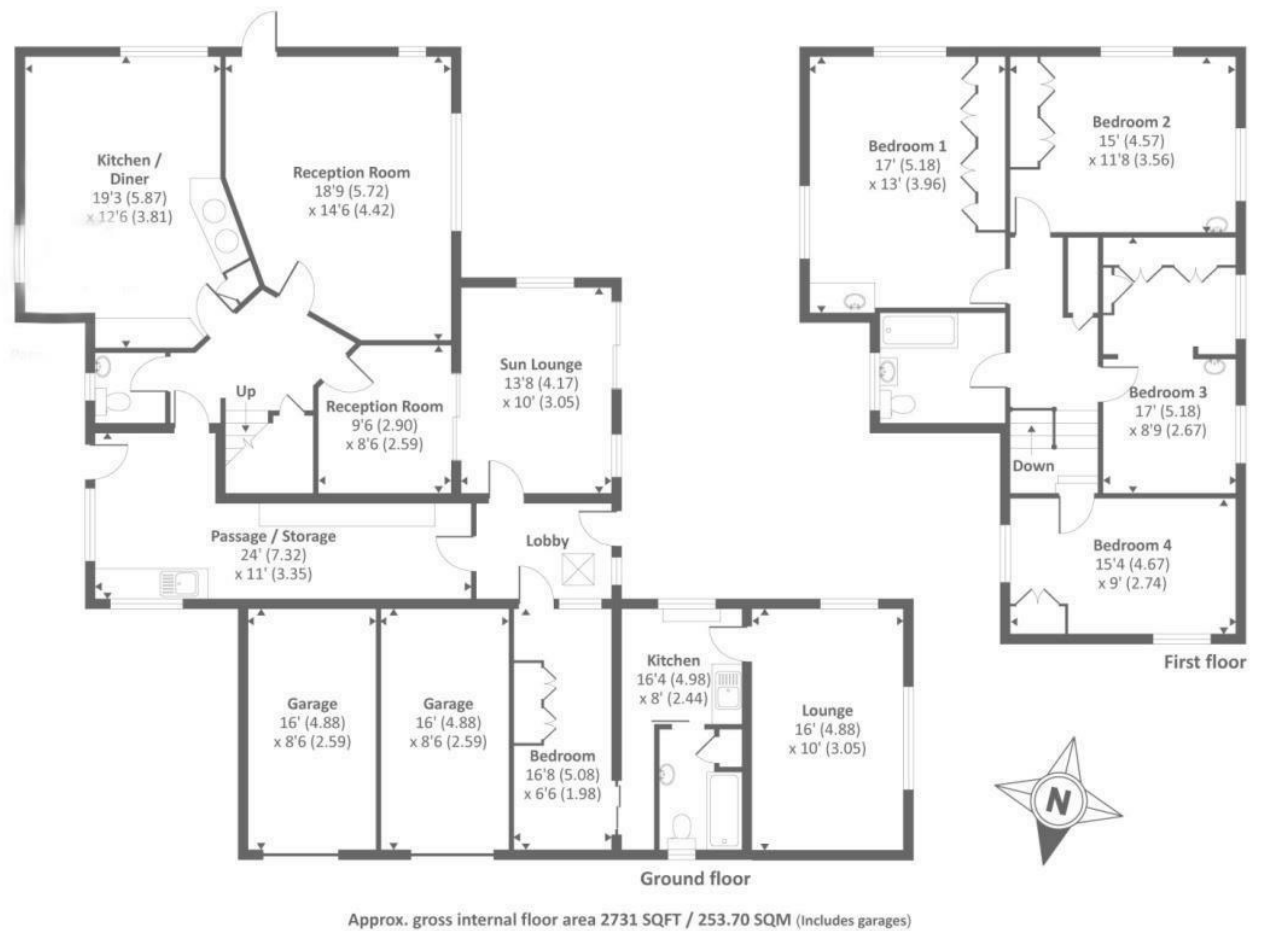 Kitchen /
Diner
19'3 (5.87)
x 12'6 (3.81)
Reception Room
18'9 (5.72)
x 14'6 (4.42)
Sun Lounge
13'8 (4.17)
x 10' (3.05)
Up
Reception Room
9'6 (2.90)
x 8'6 (2.59)
Passage / Storage
24' (7.32)
x 11' (3.35)
Lobby
Garage
16' (4.88)
x 8'6 (2.59)
Garage
16' (4.88)
x 8'6 (2.59)
Bedroom
16'8 (5.08)
x 6'6 (1.98)
Kitchen
16'4 (4.98)
x 8' (2.44)
Lounge
16' (4.88)
x 10' (3.05)
Ground floor
Bedroom 1
17' (5.18)
x 13' (3.96)
Bedroom 2
15' (4.57)
x 11'8 (3.56)
Bedroom 3
17' (5.18)
x 8'9 (2.67)
Down
Bedroom 4
15'4 (4.67)
x 9' (2.74)
First floor
N
Approx. gross internal floor area 2731 SQFT / 253.70 SQM (Includes garages)